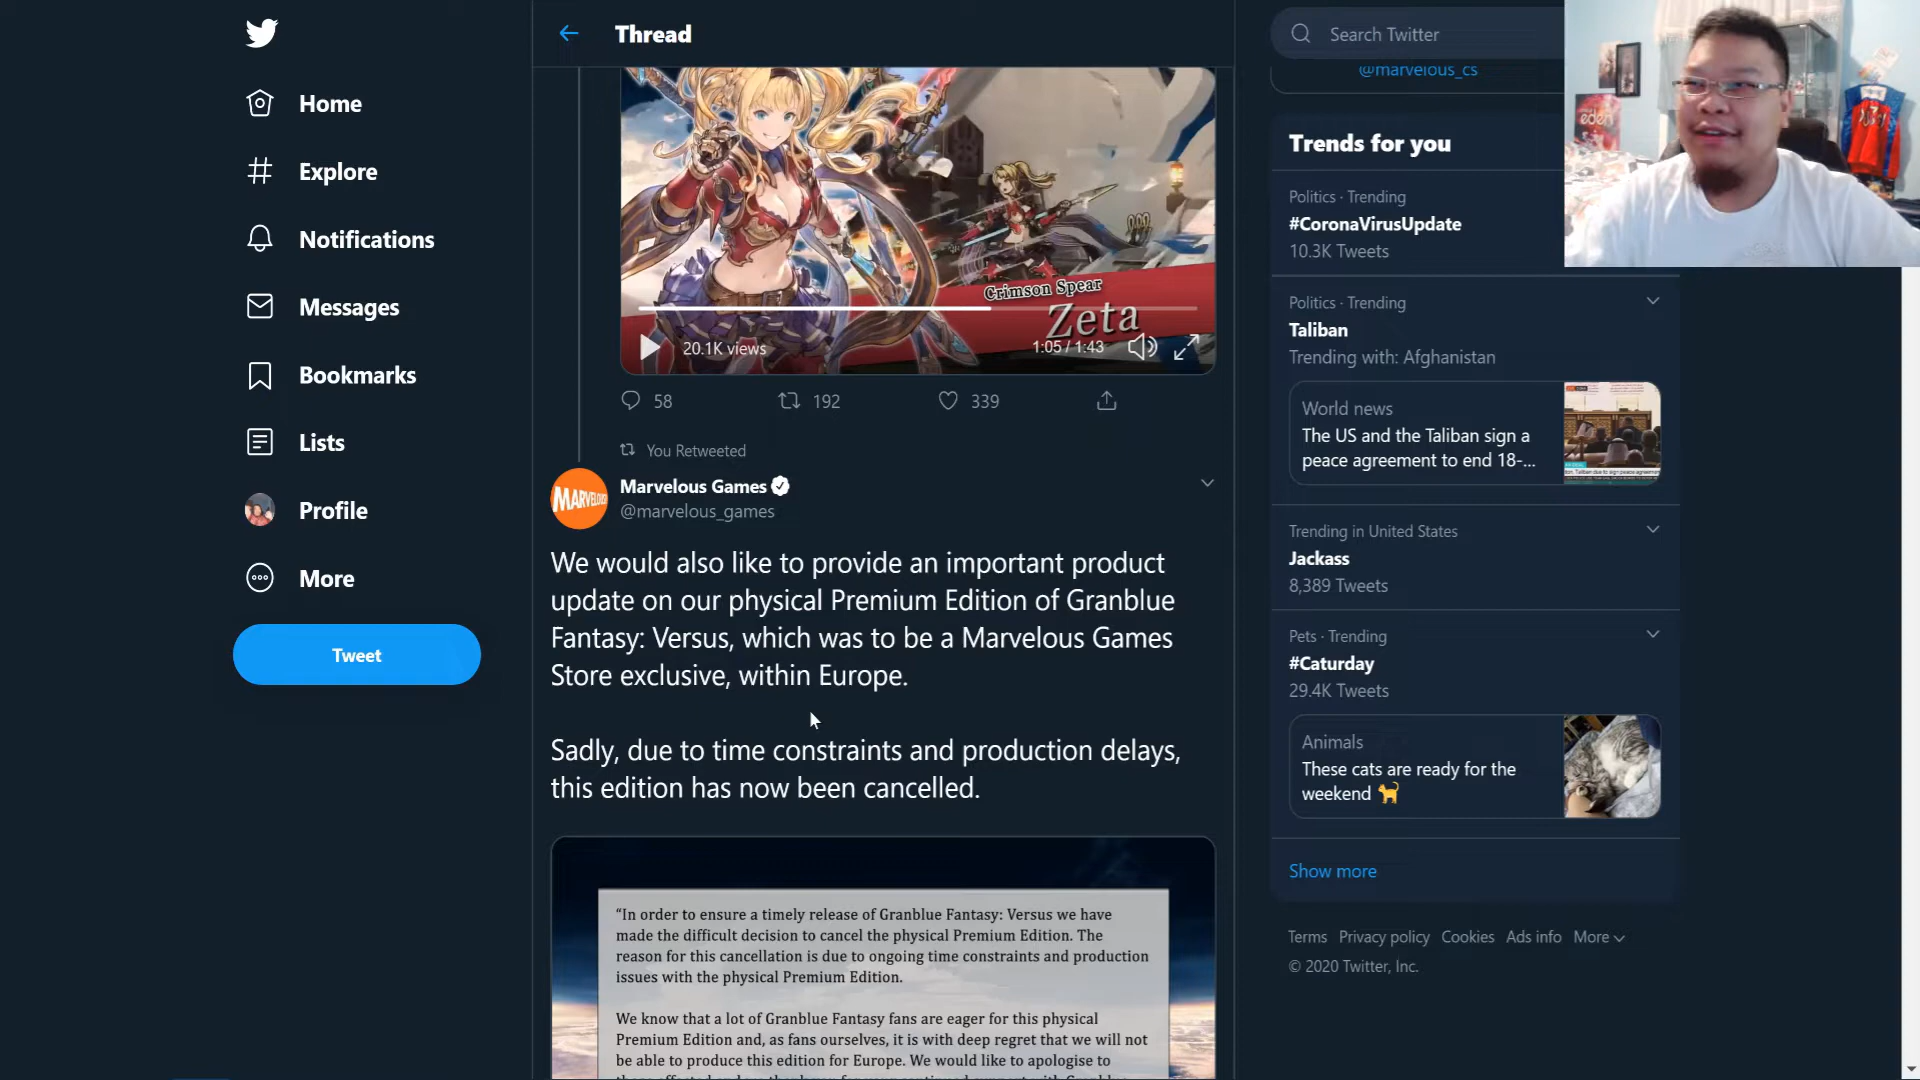 Home
Explore
Notifications
Messages
Bookmarks
Lists
Profile
More
Tweet
Thread
Crimson Spear
Zeta
20.1K views
1:05 / 1:43
58
192
339
You Retweeted
MARVELOUS!
Marvelous Games
@marvelous_games
We would also like to provide an important product
update on our physical Premium Edition of Granblue
Fantasy: Versus, which was to be a Marvelous Games
Store exclusive, within Europe.
Sadly, due to time constraints and production delays,
this edition has now been cancelled.
“In order to ensure a timely release of Granblue Fantasy: Versus we have
made the difficult decision to cancel the physical Premium Edition. The
reason for this cancellation is due to ongoing time constraints and production
issues with the physical Premium Edition.
We know that a lot of Granblue Fantasy fans are eager for this physical
Premium Edition and, as fans ourselves, it is with deep regret that we will not
be able to produce this edition for Europe. We would like to apologise to
Search Twitter
@marvelous_cs
Trends for you
Politics · Trending
#CoronaVirusUpdate
10.3K Tweets
Politics · Trending
Taliban
Trending with: Afghanistan
World news
The US and the Taliban sign a
peace agreement to end 18-...
Trending in United States
Jackass
8,389 Tweets
Pets · Trending
#Caturday
29.4K Tweets
Animals
These cats are ready for the
weekend
Show more
Terms Privacy policy Cookies Ads info More
© 2020 Twitter, Inc.
eden